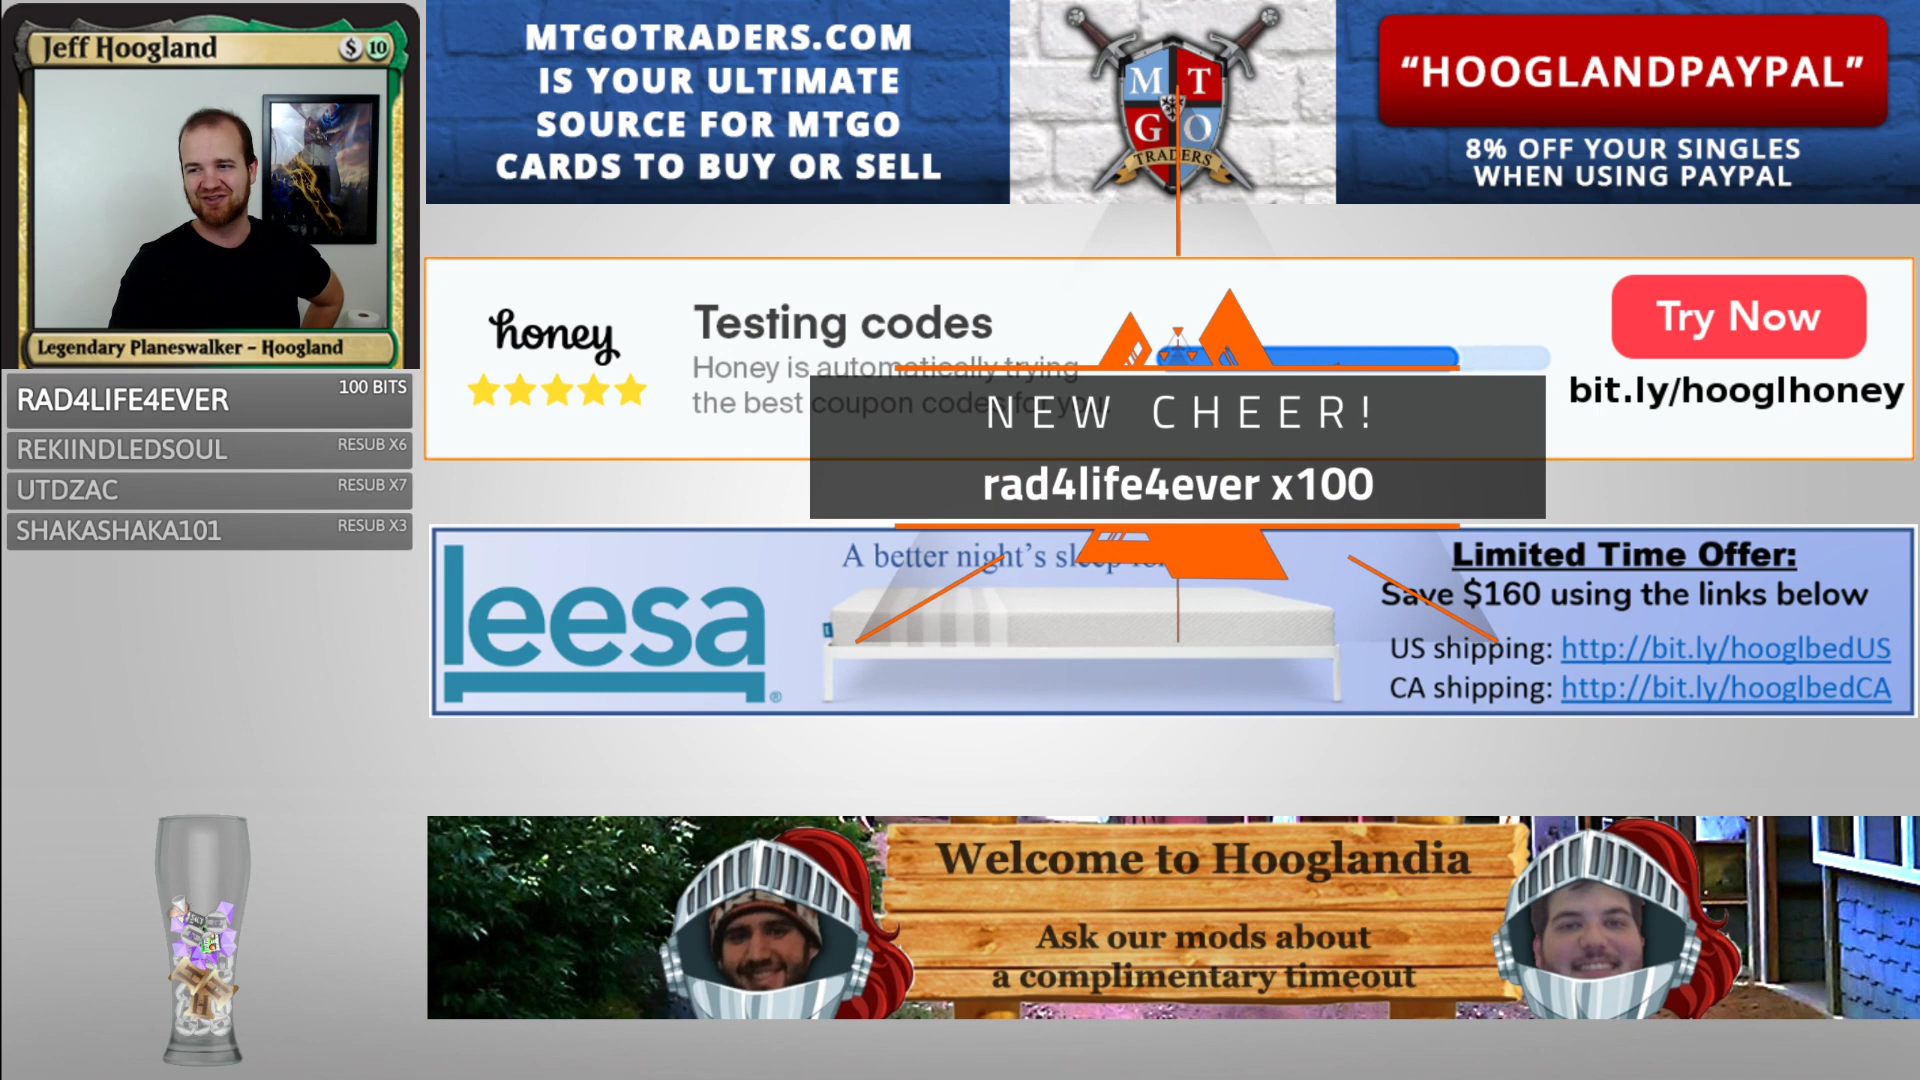 Jeff Hoogland
$ 10
Legendary Planeswalker – Hoogland
RAD4LIFE4EVER 100 BITS
REKIINDLEDSOUL RESUB X6
UTDZAC RESUB X7
SHAKASHAKA101 RESUB X3
MTGOTRADERS.COM
IS YOUR ULTIMATE
SOURCE FOR MTGO
CARDS TO BUY OR SELL
M T
G O
TRADERS
“HOOGLANDPAYPAL”
8% OFF YOUR SINGLES
WHEN USING PAYPAL
honey
Testing codes
Honey is automatically trying
the best coupon codes for you
Try Now
bit.ly/hooglhoney
NEW CHEER!
rad4life4ever x100
leesa®
A better night’s
Limited Time Offer:
Save $160 using the links below
US shipping: http://bit.ly/hooglbedUS
CA shipping: http://bit.ly/hooglbedCA
Welcome to Hooglandia
Ask our mods about
a complimentary timeout